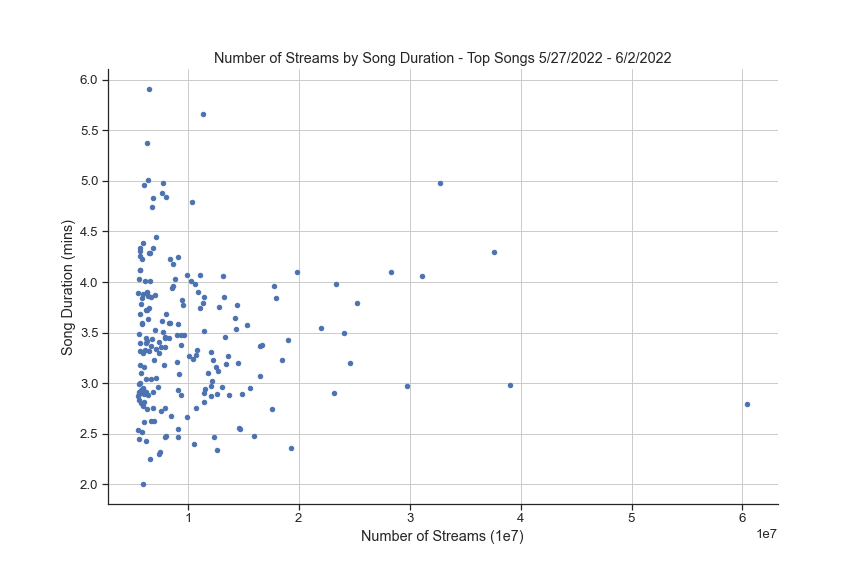 Number of Streams by Song Duration - Top Songs 5/27/2022 - 6/2/2022
6.0
5.5
5.0
4.5
4.0
3.5
3.0
2.5
2.0
Song Duration (mins)
1 2 3 4 5 6
1e7
Number of Streams (1e7)